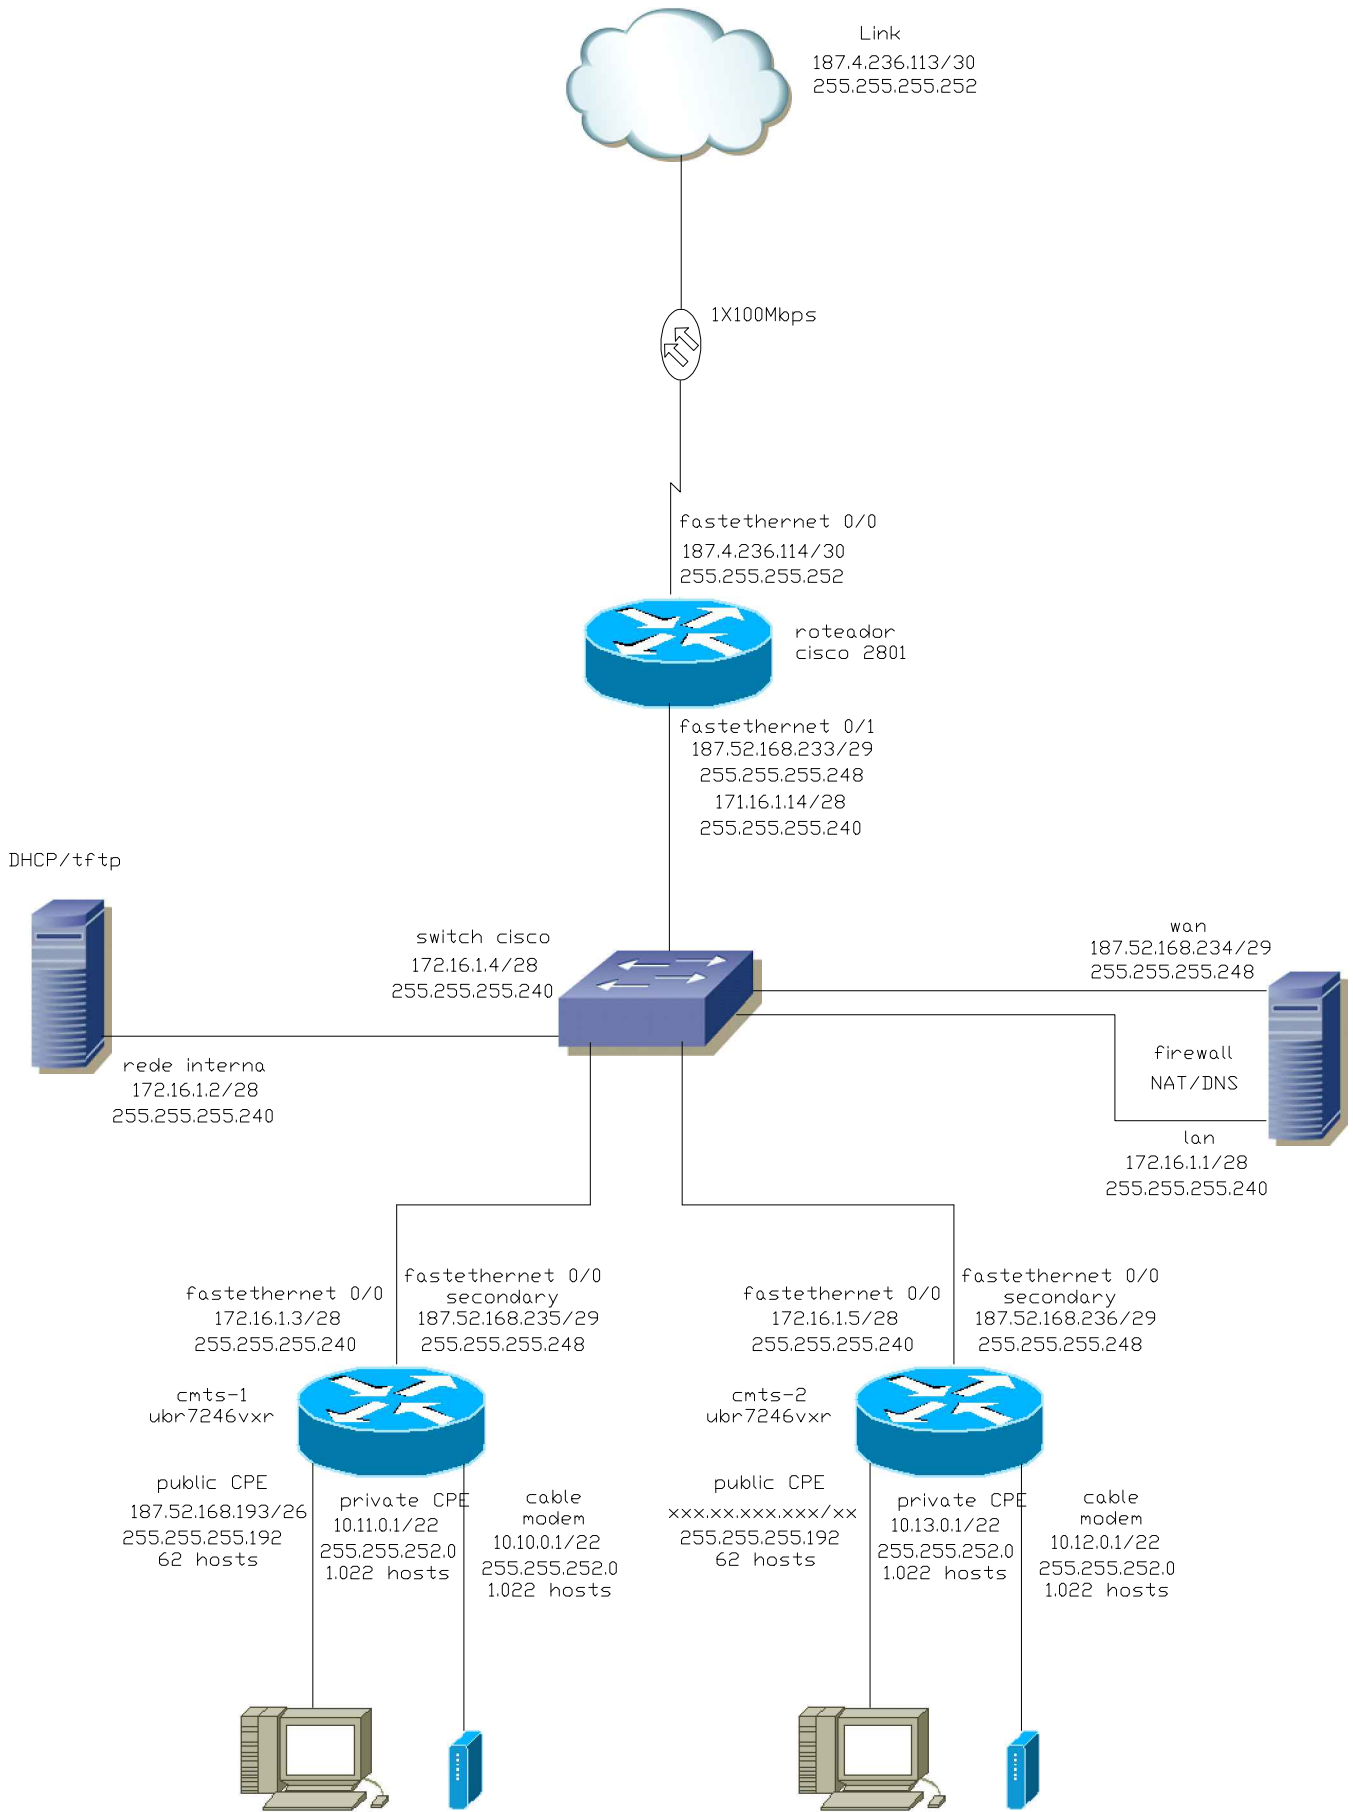 Link
187.4.236.113/30
255.255.255.252
1X100Mbps
fastethernet 0/0
187.4.236.114/30
255.255.255.252
roteador
cisco 2801
fastethernet 0/1
187.52.168.233/29
255.255.255.248
171.16.1.14/28
255.255.255.240
DHCP/tftp
rede interna
172.16.1.2/28
255.255.255.240
switch cisco
172.16.1.4/28
255.255.255.240
wan
187.52.168.234/29
255.255.255.248
firewall
NAT/DNS
lan
172.16.1.1/28
255.255.255.240
fastethernet 0/0
172.16.1.3/28
255.255.255.240
fastethernet 0/0
secondary
187.52.168.235/29
255.255.255.248
cmts-1
ubr7246vxr
public CPE
187.52.168.193/26
255.255.255.192
62 hosts
private CPE
10.11.0.1/22
255.255.252.0
1.022 hosts
cable
modem
10.10.0.1/22
255.255.252.0
1.022 hosts
fastethernet 0/0
172.16.1.5/28
255.255.255.240
fastethernet 0/0
secondary
187.52.168.236/29
255.255.255.248
cmts-2
ubr7246vxr
public CPE
xxx.xx.xxx.xxx/xx
255.255.255.192
62 hosts
private CPE
10.13.0.1/22
255.255.252.0
1.022 hosts
cable
modem
10.12.0.1/22
255.255.252.0
1.022 hosts